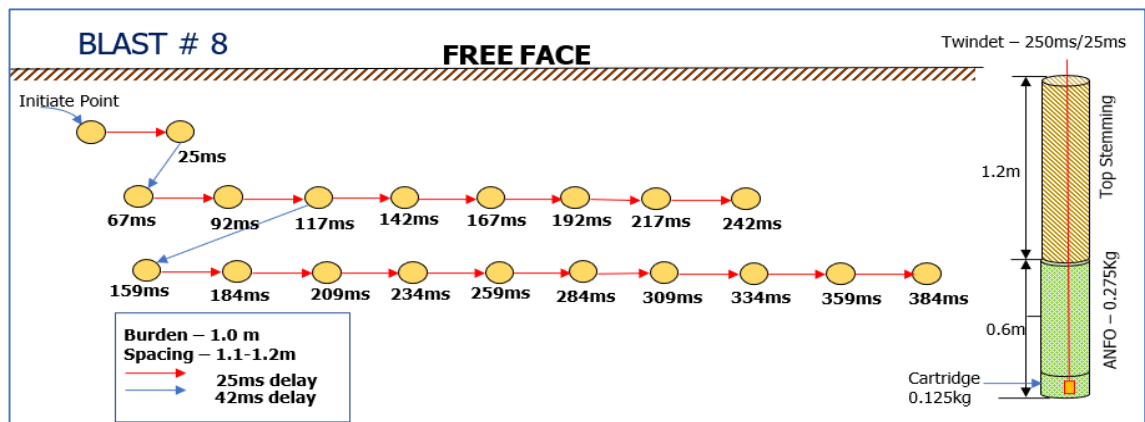 BLAST # 8
FREE FACE
Twindet – 250ms/25ms
Initiate Point
25ms
67ms
92ms
117ms
142ms
167ms
192ms
217ms
242ms
159ms
184ms
209ms
234ms
259ms
284ms
309ms
334ms
359ms
384ms
Burden – 1.0 m
Spacing – 1.1-1.2m
25ms delay
42ms delay
1.2m
Top Stemming
0.6m
ANFO – 0.275Kg
Cartridge
0.125kg